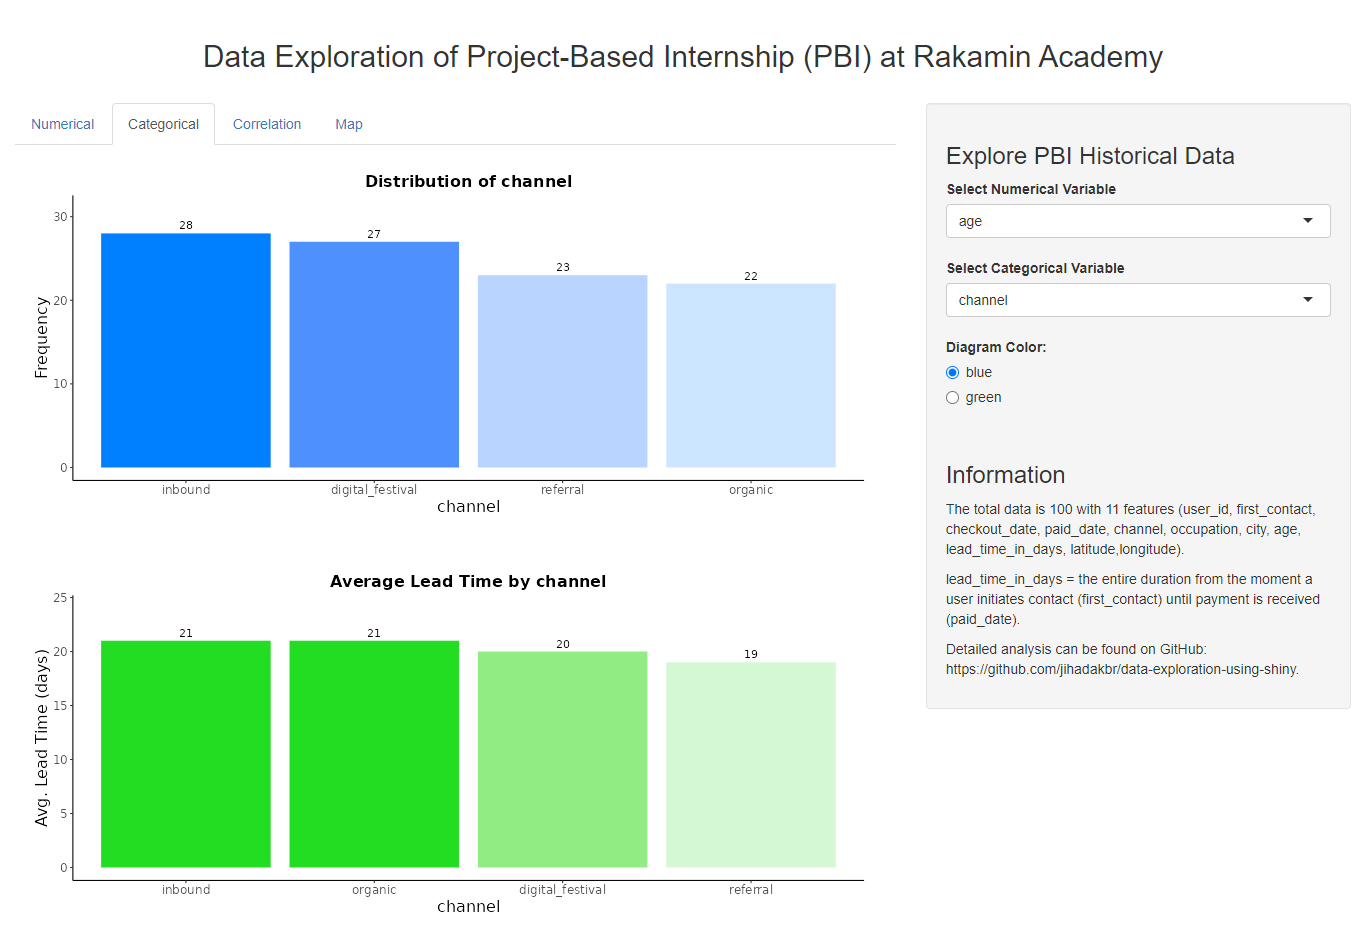 Data Exploration of Project-Based Internship (PBI) at Rakamin Academy
Numerical
Categorical
Correlation
Map
Distribution of channel
Frequency
30
20
10
0
28
27
23
22
inbound
digital_festival
referral
organic
channel
Average Lead Time by channel
Avg. Lead Time (days)
25
20
15
10
5
0
21
21
20
19
inbound
organic
digital_festival
referral
channel
Explore PBI Historical Data
Select Numerical Variable
age
Select Categorical Variable
channel
Diagram Color:
blue
green
Information
The total data is 100 with 11 features (user_id, first_contact,
checkout_date, paid_date, channel, occupation, city, age,
lead_time_in_days, latitude,longitude).
lead_time_in_days = the entire duration from the moment a
user initiates contact (first_contact) until payment is received
(paid_date).
Detailed analysis can be found on GitHub:
https://github.com/jihadakbr/data-exploration-using-shiny.